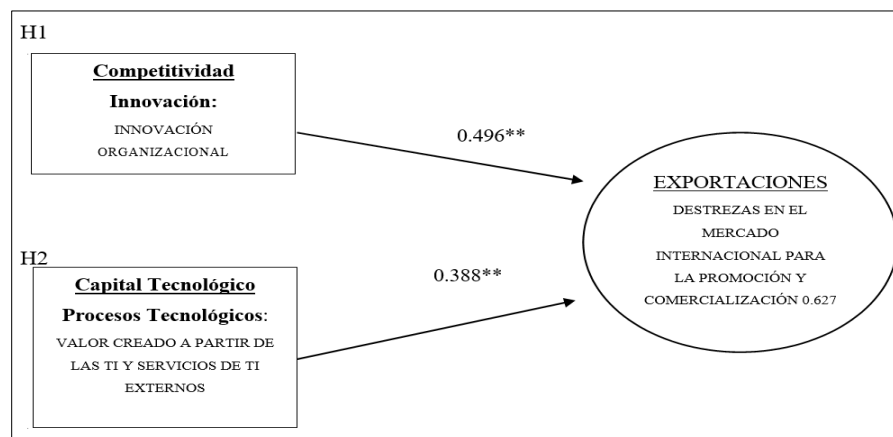 H1
Competitividad
Innovación:
INNOVACIÓN
ORGANIZACIONAL
0.496**
H2
Capital Tecnológico
Procesos Tecnológicos:
VALOR CREADO A PARTIR DE
LAS TI Y SERVICIOS DE TI
EXTERNOS
0.388**
EXPORTACIONES
DESTREZAS EN EL
MERCADO
INTERNACIONAL PARA
LA PROMOCIÓN Y
COMERCIALIZACIÓN 0.627